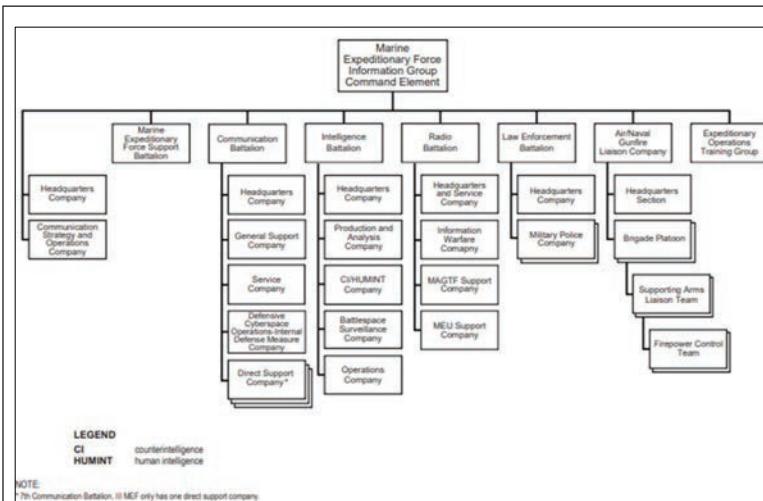 Marine
Expeditionary Force
Information Group
Command Element
Marine
Expeditionary
Force Support
Battalion
Communication
Battalion
Intelligence
Battalion
Radio
Battalion
Law Enforcement
Battalion
Air/Naval
Gunfire
Liaison Company
Expeditionary
Operations
Training Group
Headquarters
Company
Communication
Strategy and
Operations
Company
Headquarters
Company
General Support
Company
Service
Company
Defensive
Cyberspace
Operations-Internal
Defense Measure
Company
Direct Support
Company*
Headquarters
Company
Production and
Analysis
Company
CI/HUMINT
Company
Battlespace
Surveillance
Company
Operations
Company
Headquarters
and Service
Company
Information
Warfare
Comapny
MAGTF Support
Company
MEU Support
Company
Headquarters
Company
Military Police
Company
Headquarters
Section
Brigade Platoon
Supporting Arms
Liaison Team
Firepower Control
Team
LEGEND
CI counterintelligence
HUMINT human intelligence
NOTE:
* 7th Communication Battalion, III MEF only has one direct support company.